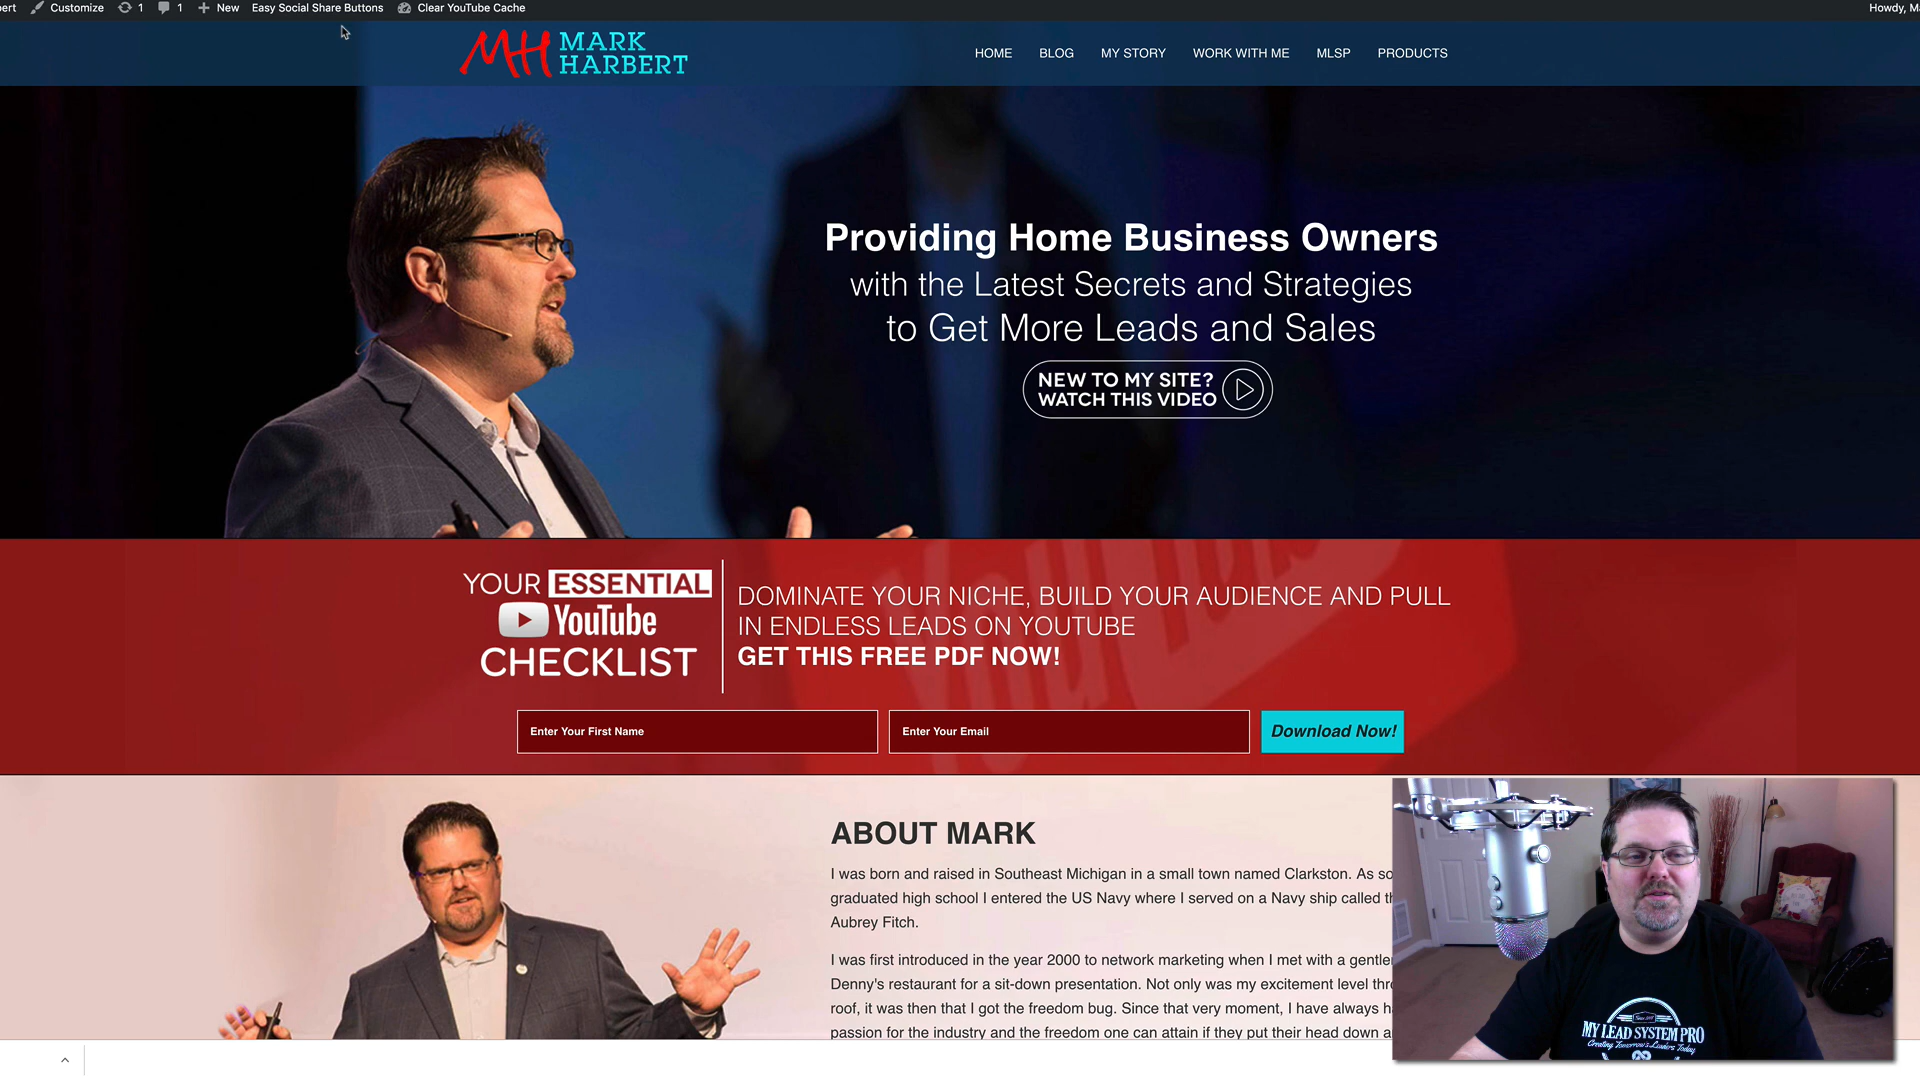 bert Customize 1 1 New Easy Social Share Buttons Clear YouTube Cache Howdy, Ma
MH MARK
HARBERT
HOME BLOG MY STORY WORK WITH ME MLSP PRODUCTS
Providing Home Business Owners
with the Latest Secrets and Strategies
to Get More Leads and Sales
NEW TO MY SITE?
WATCH THIS VIDEO
YOUR ESSENTIAL
YouTube
CHECKLIST
DOMINATE YOUR NICHE, BUILD YOUR AUDIENCE AND PULL
IN ENDLESS LEADS ON YOUTUBE
GET THIS FREE PDF NOW!
Enter Your First Name Enter Your Email Download Now!
ABOUT MARK
I was born and raised in Southeast Michigan in a small town named Clarkston. As so
graduated high school I entered the US Navy where I served on a Navy ship called th
Aubrey Fitch.
I was first introduced in the year 2000 to network marketing when I met with a gentle
Denny's restaurant for a sit-down presentation. Not only was my excitement level thr
roof, it was then that I got the freedom bug. Since that very moment, I have always h
passion for the industry and the freedom one can attain if they put their head down a
MY LEAD SYSTEM PRO
Creating Tomorrow's Leaders Today